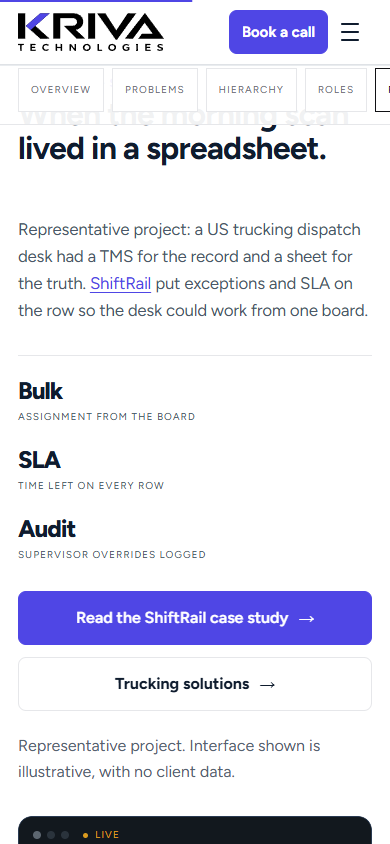 KRIVA
TECHNOLOGIES
Book a call
OVERVIEW
PROBLEMS
HIERARCHY
ROLES
When the morning scan
lived in a spreadsheet.
Representative project: a US trucking dispatch
desk had a TMS for the record and a sheet for
the truth. ShiftRail put exceptions and SLA on
the row so the desk could work from one board.
Bulk
ASSIGNMENT FROM THE BOARD
SLA
TIME LEFT ON EVERY ROW
Audit
SUPERVISOR OVERRIDES LOGGED
Read the ShiftRail case study →
Trucking solutions →
Representative project. Interface shown is
illustrative, with no client data.
LIVE